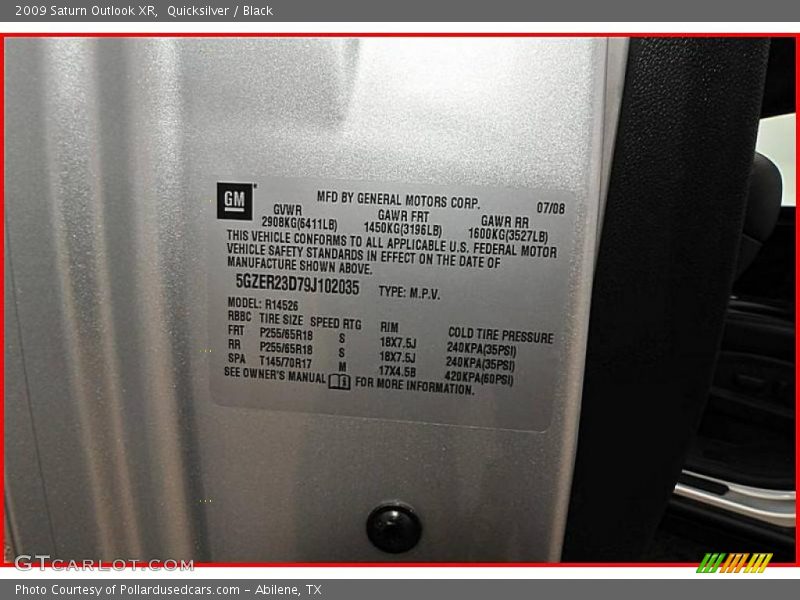 2009 Saturn Outlook XR, Quicksilver / Black
GM
MFD BY GENERAL MOTORS CORP. 07/08
GVWR GAWR FRT GAWR RR
2908KG(6411LB) 1450KG(3196LB) 1600KG(3527LB)
THIS VEHICLE CONFORMS TO ALL APPLICABLE U.S. FEDERAL MOTOR
VEHICLE SAFETY STANDARDS IN EFFECT ON THE DATE OF
MANUFACTURE SHOWN ABOVE.
5GZER23D79J102035 TYPE: M.P.V.
MODEL: R14526
RBBC TIRE SIZE SPEED RTG RIM COLD TIRE PRESSURE
FRT P255/65R18 S 18X7.5J 240KPA(35PSI)
RR P255/65R18 S 18X7.5J 240KPA(35PSI)
SPA T145/70R17 M 17X4.5B 420KPA(60PSI)
SEE OWNER'S MANUAL FOR MORE INFORMATION.
GTCARLOT.COM
Photo Courtesy of Pollardusedcars.com - Abilene, TX